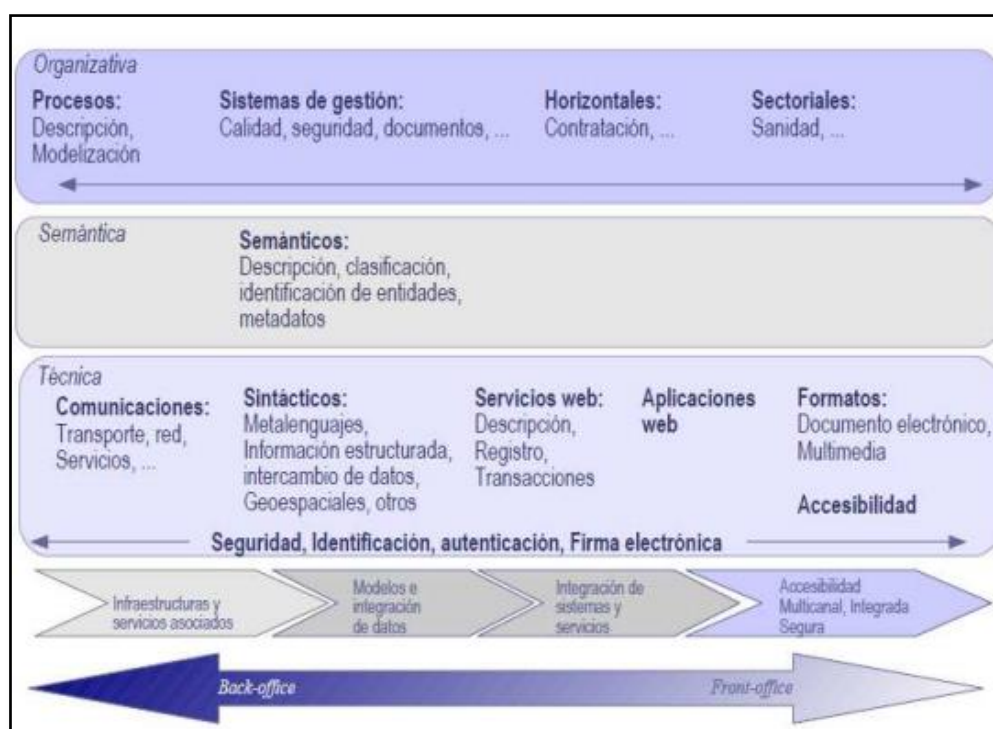 Organizativa
Procesos:
Descripción,
Modelización
Sistemas de gestión:
Calidad, seguridad, documentos, ...
Horizontales:
Contratación, ...
Sectoriales:
Sanidad, ...
Semántica
Semánticos:
Descripción, clasificación,
identificación de entidades,
metadatos
Técnica
Comunicaciones:
Transporte, red,
Servicios, ...
Sintácticos:
Metalenguajes,
Información estructurada,
intercambio de datos,
Geoespaciales, otros
Servicios web:
Descripción,
Registro,
Transacciones
Aplicaciones
web
Formatos:
Documento electrónico,
Multimedia
Accesibilidad
Seguridad, Identificación, autenticación, Firma electrónica
Infraestructuras y
servicios asociados
Modelos e
integración
de datos
Integración de
sistemas y
servicios
Accesibilidad
Multicanal, Integrada
Segura
Back-office
Front-office